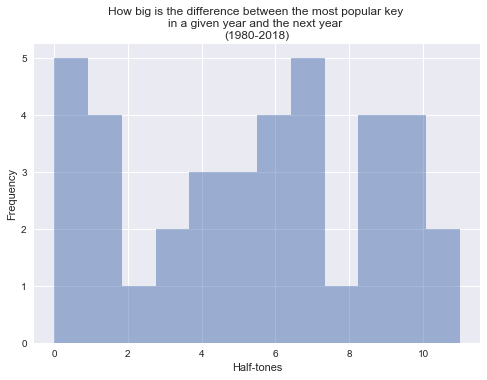 How big is the difference between the most popular key
in a given year and the next year
(1980-2018)
5
4
3
2
1
0
Frequency
0 2 4 6 8 10
Half-tones